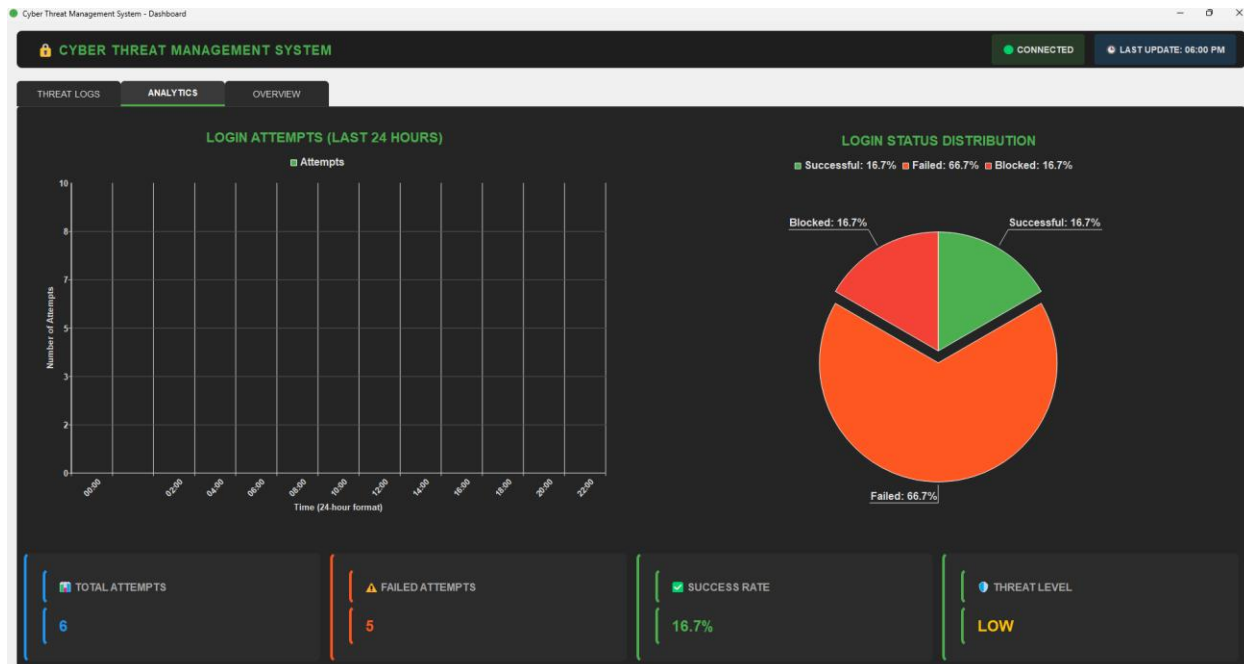 Cyber Threat Management System - Dashboard
CYBER THREAT MANAGEMENT SYSTEM
CONNECTED
LAST UPDATE: 06:00 PM
THREAT LOGS
ANALYTICS
OVERVIEW
LOGIN ATTEMPTS (LAST 24 HOURS)
Attempts
Number of Attempts
10
8
7
5
3
2
0
00:00
02:00
04:00
06:00
08:00
10:00
12:00
14:00
16:00
18:00
20:00
22:00
Time (24-hour format)
LOGIN STATUS DISTRIBUTION
Successful: 16.7% Failed: 66.7% Blocked: 16.7%
Blocked: 16.7%
Successful: 16.7%
Failed: 66.7%
TOTAL ATTEMPTS
6
FAILED ATTEMPTS
5
SUCCESS RATE
16.7%
THREAT LEVEL
LOW